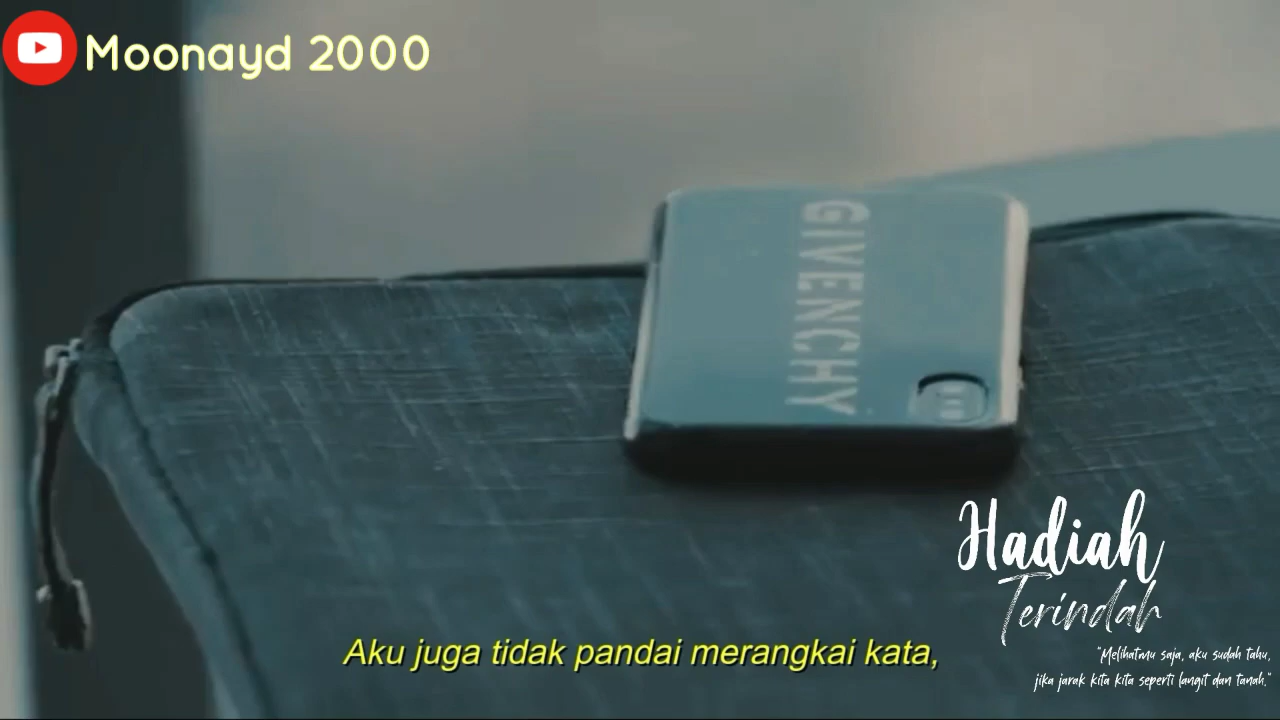 Moonayd 2000
GIVENCHY
Hadiah
Terindah
Aku juga tidak pandai merangkai kata,
"Melihatmu saja, aku sudah tahu,
jika jarak kita kita seperti langit dan tanah."